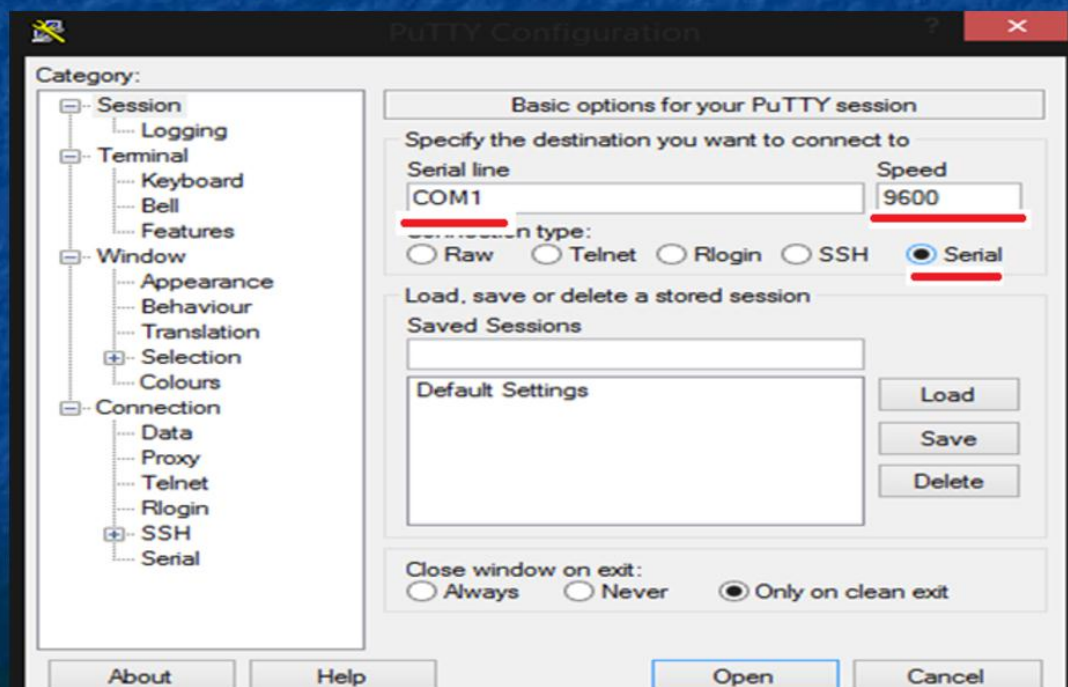 PuTTY Configuration
?
Category:
Session
Logging
Terminal
Keyboard
Bell
Features
Window
Appearance
Behaviour
Translation
Selection
Colours
Connection
Data
Proxy
Telnet
Rlogin
SSH
Serial
Basic options for your PuTTY session
Specify the destination you want to connect to
Serial line Speed
COM1 9600
Connection type:
Raw Telnet Rlogin SSH Serial
Load, save or delete a stored session
Saved Sessions
Default Settings
Load
Save
Delete
Close window on exit:
Always Never Only on clean exit
About Help Open Cancel